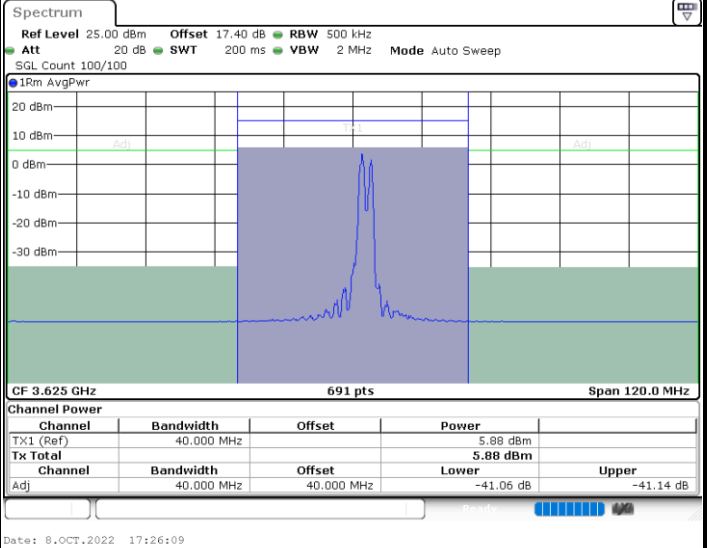 Spectrum
Ref Level 25.00 dBm Offset 17.40 dB RBW 500 kHz
Att 20 dB SWT 200 ms VBW 2 MHz Mode Auto Sweep
SGL Count 100/100
1Rm AvgPwr
20 dBm
TX1
10 dBm
Adj Adj
0 dBm
-10 dBm
-20 dBm
-30 dBm
CF 3.625 GHz 691 pts Span 120.0 MHz
Channel Power
Channel Bandwidth Offset Power
TX1 (Ref) 40.000 MHz 5.88 dBm
Tx Total 5.88 dBm
Channel Bandwidth Offset Lower Upper
Adj 40.000 MHz 40.000 MHz -41.06 dB -41.14 dB
Ready
Date: 8.OCT.2022 17:26:09